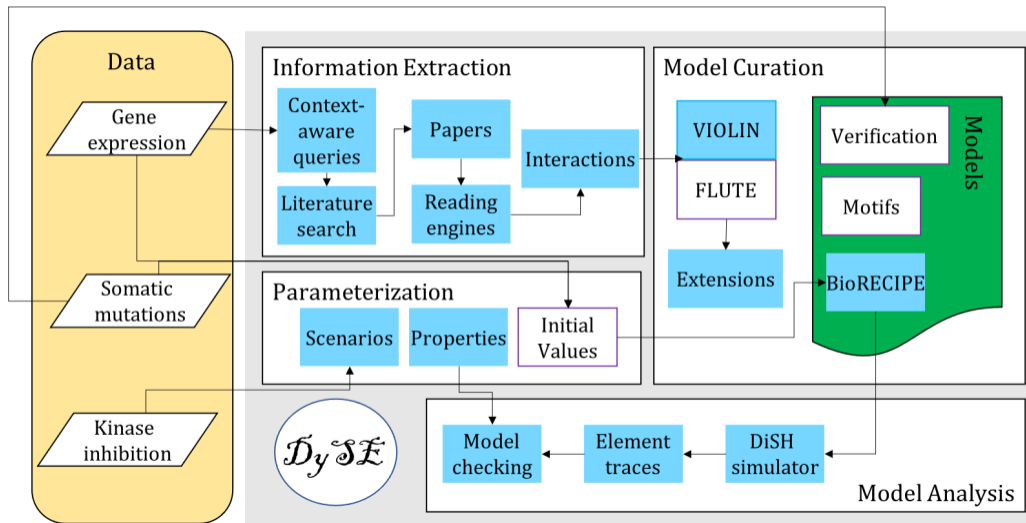 Data
Gene
expression
Somatic
mutations
Kinase
inhibition
Information Extraction
Context-
aware
queries
Literature
search
Papers
Reading
engines
Interactions
Parameterization
Scenarios
Properties
Initial
Values
Model Curation
VIOLIN
FLUTE
Extensions
Models
Verification
Motifs
BioRECIPE
DySE
Model
checking
Element
traces
DiSH
simulator
Model Analysis